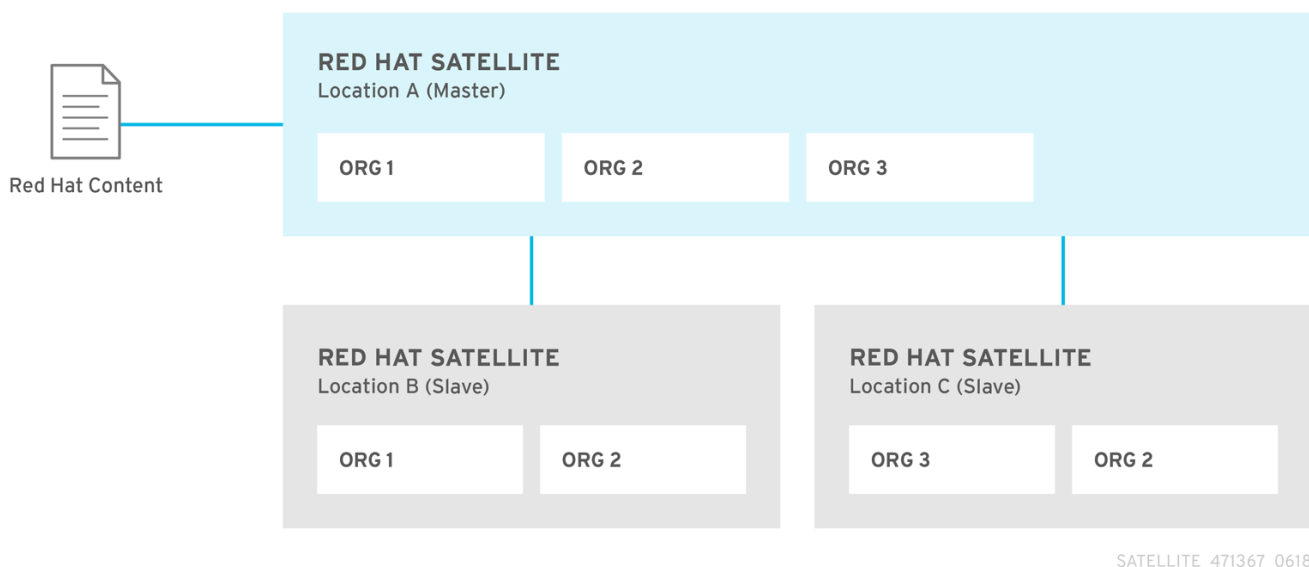 RED HAT SATELLITE
Location A (Master)
ORG 1
ORG 2
ORG 3
Red Hat Content
RED HAT SATELLITE
Location B (Slave)
ORG 1
ORG 2
RED HAT SATELLITE
Location C (Slave)
ORG 3
ORG 2
SATELLITE_471367_0618